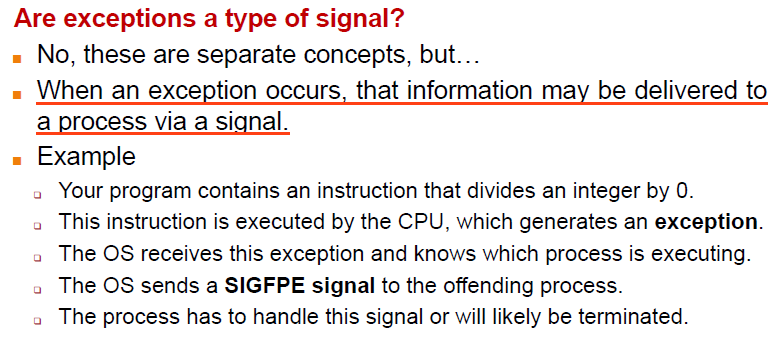 Are exceptions a type of signal?
No, these are separate concepts, but…
When an exception occurs, that information may be delivered to
a process via a signal.
Example
Your program contains an instruction that divides an integer by 0.
This instruction is executed by the CPU, which generates an exception.
The OS receives this exception and knows which process is executing.
The OS sends a SIGFPE signal to the offending process.
The process has to handle this signal or will likely be terminated.